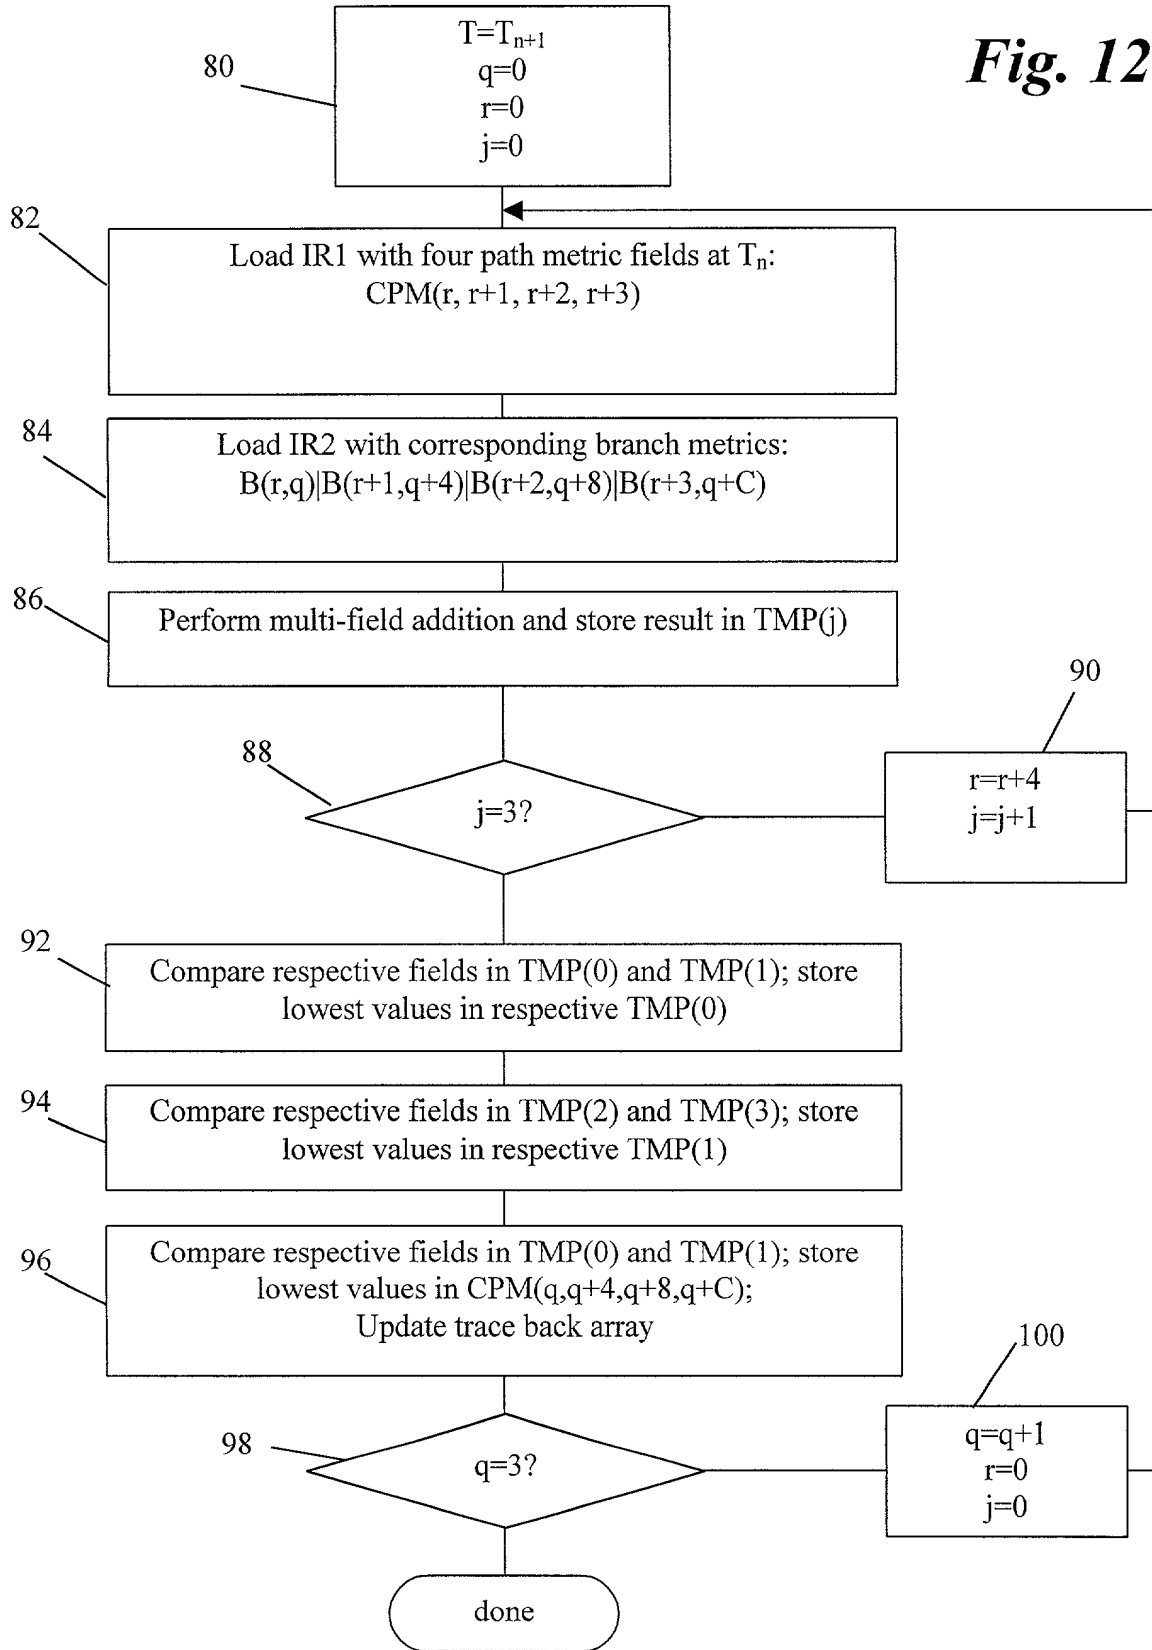 Fig. 12
80
T=Tn+1
q=0
r=0
j=0
82
Load IR1 with four path metric fields at Tn:
CPM(r, r+1, r+2, r+3)
84
Load IR2 with corresponding branch metrics:
B(r,q)|B(r+1,q+4)|B(r+2,q+8)|B(r+3,q+C)
86
Perform multi-field addition and store result in TMP(j)
88
j=3?
90
r=r+4
j=j+1
92
Compare respective fields in TMP(0) and TMP(1); store
lowest values in respective TMP(0)
94
Compare respective fields in TMP(2) and TMP(3); store
lowest values in respective TMP(1)
96
Compare respective fields in TMP(0) and TMP(1); store
lowest values in CPM(q,q+4,q+8,q+C);
Update trace back array
98
q=3?
100
q=q+1
r=0
j=0
done